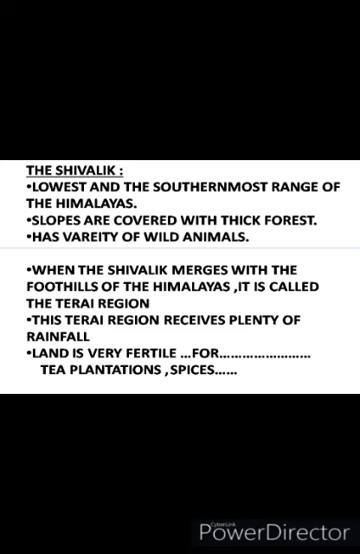 THE SHIVALIK :
•LOWEST AND THE SOUTHERNMOST RANGE OF
THE HIMALAYAS.
•SLOPES ARE COVERED WITH THICK FOREST.
•HAS VAREITY OF WILD ANIMALS.
•WHEN THE SHIVALIK MERGES WITH THE
FOOTHILLS OF THE HIMALAYAS ,IT IS CALLED
THE TERAI REGION
•THIS TERAI REGION RECEIVES PLENTY OF
RAINFALL
•LAND IS VERY FERTILE ...FOR........................
TEA PLANTATIONS ,SPICES......
CyberLink
PowerDirector